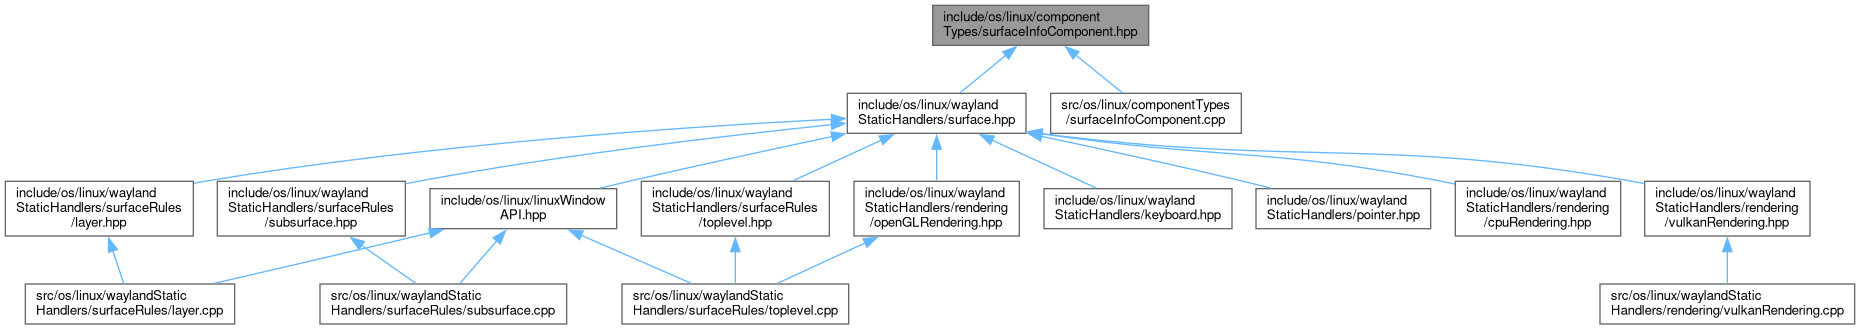 include/os/linux/component
Types/surfaceInfoComponent.hpp
include/os/linux/wayland
StaticHandlers/surface.hpp
src/os/linux/componentTypes
/surfaceInfoComponent.cpp
include/os/linux/wayland
StaticHandlers/surfaceRules
/layer.hpp
include/os/linux/wayland
StaticHandlers/surfaceRules
/subsurface.hpp
include/os/linux/linuxWindow
API.hpp
include/os/linux/wayland
StaticHandlers/surfaceRules
/toplevel.hpp
include/os/linux/wayland
StaticHandlers/rendering
/openGLRendering.hpp
include/os/linux/wayland
StaticHandlers/keyboard.hpp
include/os/linux/wayland
StaticHandlers/pointer.hpp
include/os/linux/wayland
StaticHandlers/rendering
/cpuRendering.hpp
include/os/linux/wayland
StaticHandlers/rendering
/vulkanRendering.hpp
src/os/linux/waylandStatic
Handlers/surfaceRules/layer.cpp
src/os/linux/waylandStatic
Handlers/surfaceRules/subsurface.cpp
src/os/linux/waylandStatic
Handlers/surfaceRules/toplevel.cpp
src/os/linux/waylandStatic
Handlers/rendering/vulkanRendering.cpp